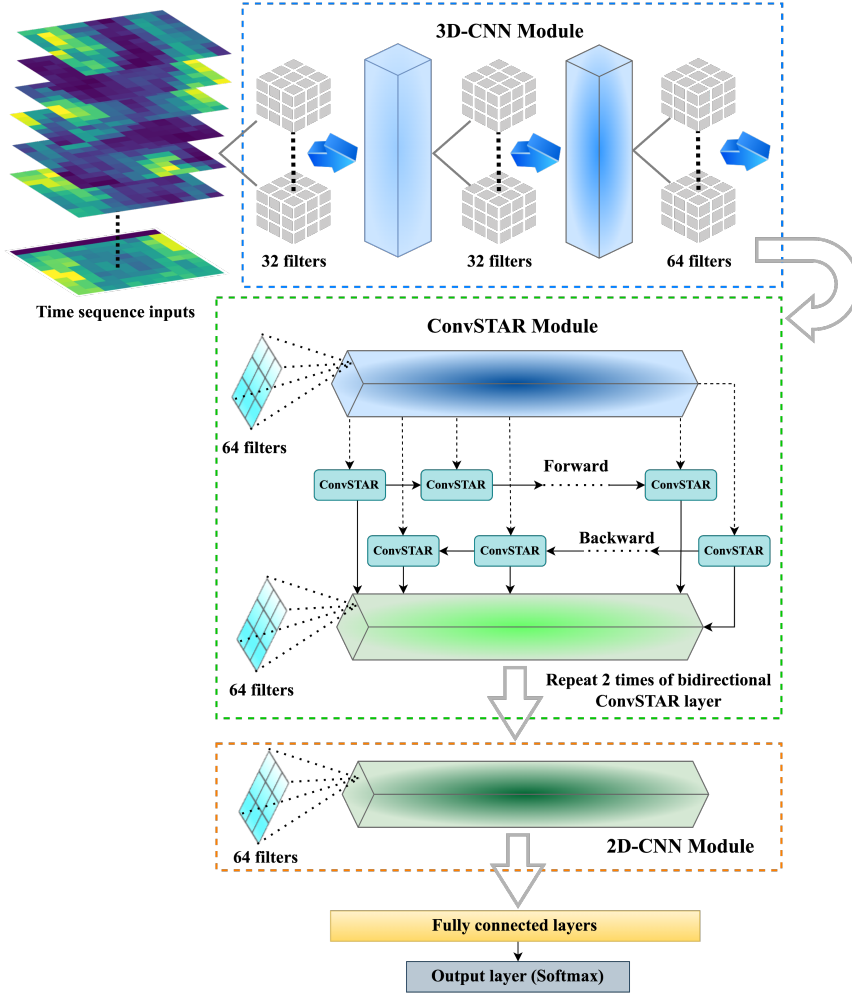 3D-CNN Module
32 filters
32 filters
64 filters
Time sequence inputs
ConvSTAR Module
64 filters
Forward
ConvSTAR
ConvSTAR
ConvSTAR
Backward
ConvSTAR
ConvSTAR
ConvSTAR
64 filters
Repeat 2 times of bidirectional
ConvSTAR layer
64 filters
2D-CNN Module
Fully connected layers
Output layer (Softmax)